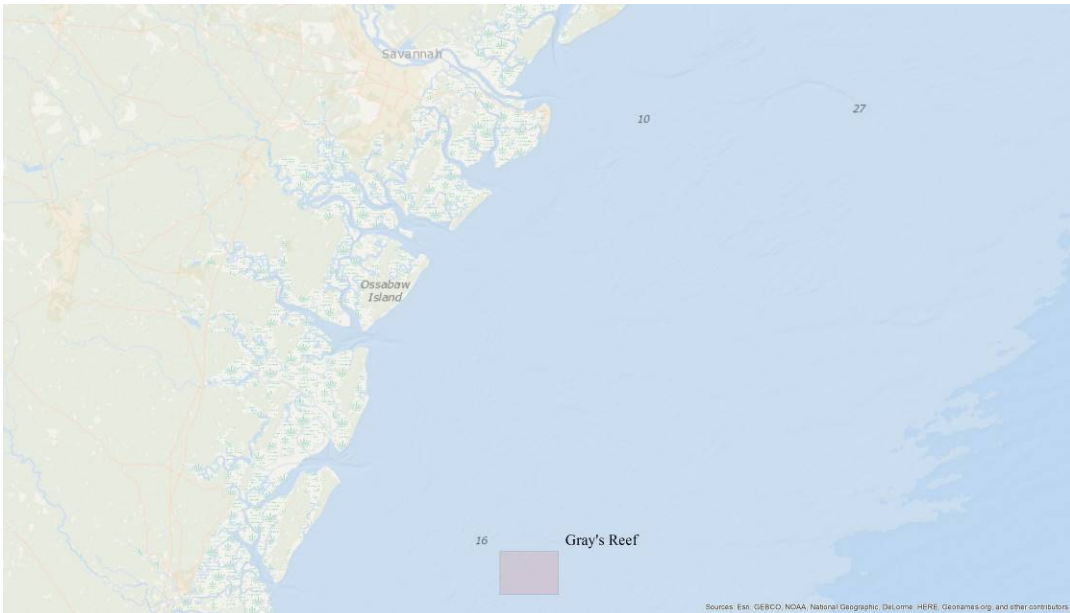 Savannah
10
27
Ossabaw
Island
16
Gray's Reef
Sources: Esri, GEBCO, NOAA, National Geographic, DeLorme, HERE, Geonames.org, and other contributors